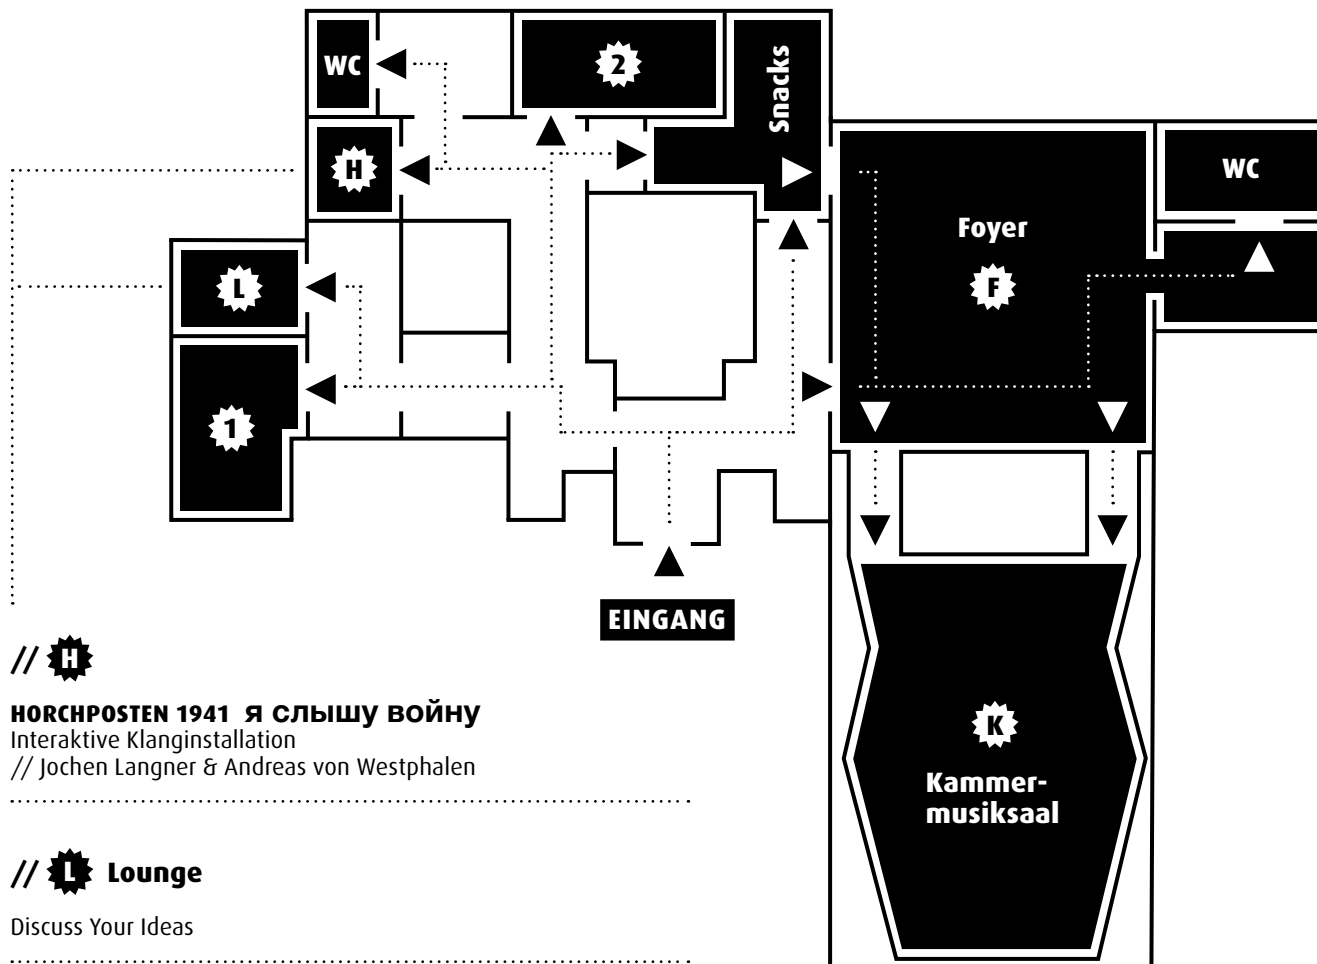 WC
2
Snacks
H
WC
Foyer
L
F
1
EINGANG
// H
HORCHPOSTEN 1941 Я СЛЫШУ ВОЙНУ
Interaktive Klanginstallation
// Jochen Langner & Andreas von Westphalen
K
Kammer-
musiksaal
// L Lounge
Discuss Your Ideas